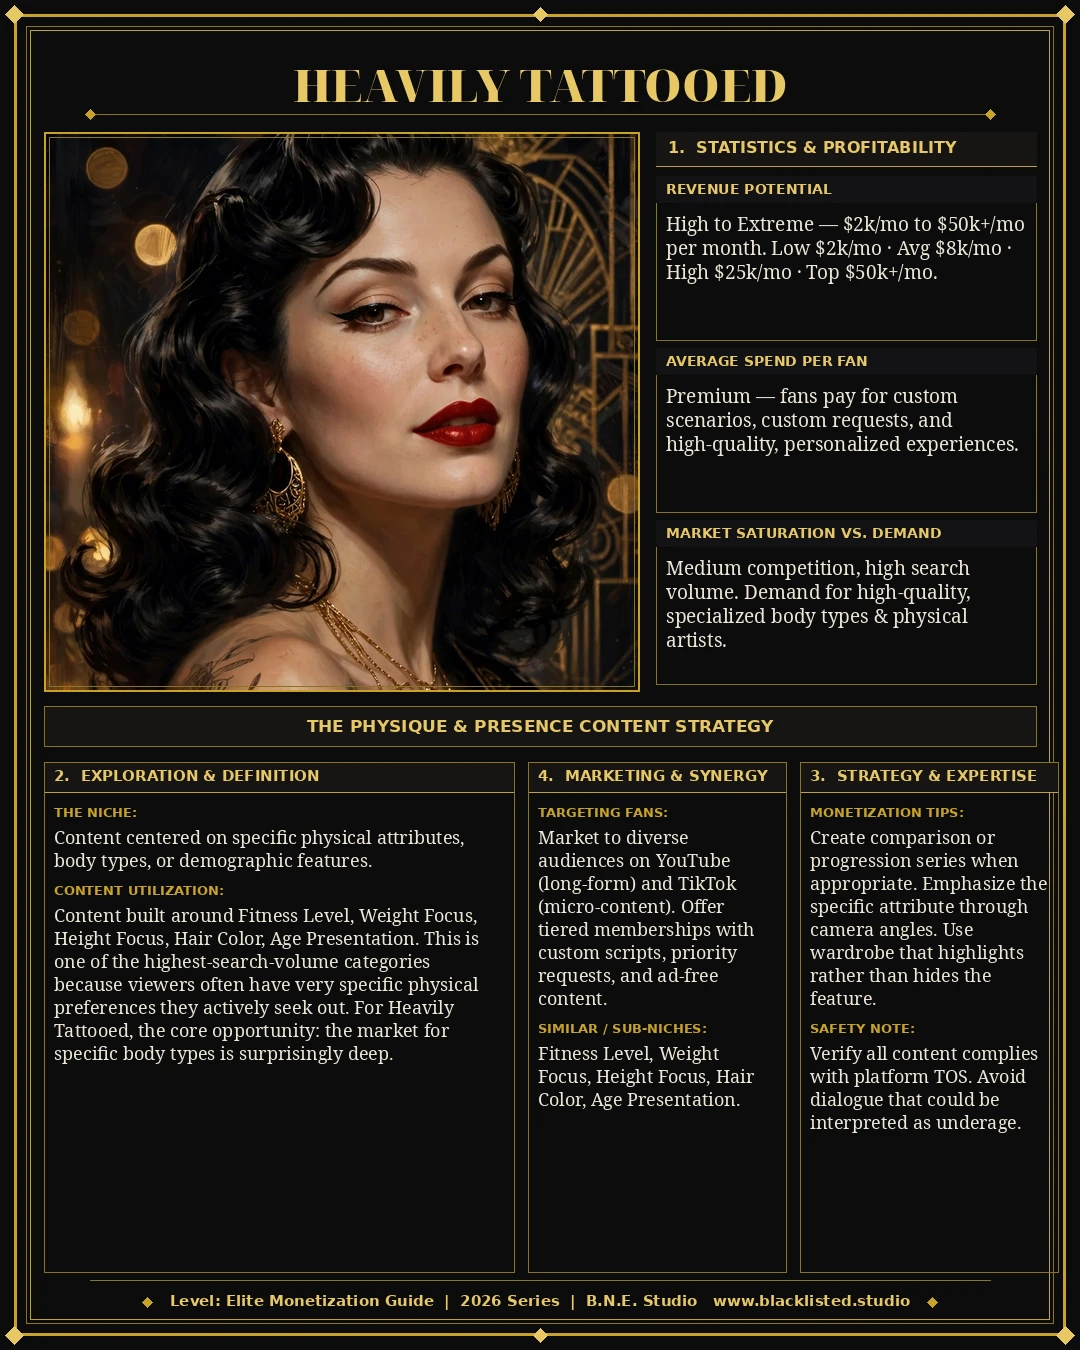 HEAVILY TATTOOED
1. STATISTICS & PROFITABILITY
REVENUE POTENTIAL
High to Extreme — $2k/mo to $50k+/mo
per month. Low $2k/mo · Avg $8k/mo ·
High $25k/mo · Top $50k+/mo.
AVERAGE SPEND PER FAN
Premium — fans pay for custom
scenarios, custom requests, and
high-quality, personalized experiences.
MARKET SATURATION VS. DEMAND
Medium competition, high search
volume. Demand for high-quality,
specialized body types & physical
artists.
THE PHYSIQUE & PRESENCE CONTENT STRATEGY
2. EXPLORATION & DEFINITION
THE NICHE:
Content centered on specific physical attributes,
body types, or demographic features.
CONTENT UTILIZATION:
Content built around Fitness Level, Weight Focus,
Height Focus, Hair Color, Age Presentation. This is
one of the highest-search-volume categories
because viewers often have very specific physical
preferences they actively seek out. For Heavily
Tattooed, the core opportunity: the market for
specific body types is surprisingly deep.
4. MARKETING & SYNERGY
TARGETING FANS:
Market to diverse
audiences on YouTube
(long-form) and TikTok
(micro-content). Offer
tiered memberships with
custom scripts, priority
requests, and ad-free
content.
SIMILAR / SUB-NICHES:
Fitness Level, Weight
Focus, Height Focus, Hair
Color, Age Presentation.
3. STRATEGY & EXPERTISE
MONETIZATION TIPS:
Create comparison or
progression series when
appropriate. Emphasize the
specific attribute through
camera angles. Use
wardrobe that highlights
rather than hides the
feature.
SAFETY NOTE:
Verify all content complies
with platform TOS. Avoid
dialogue that could be
interpreted as underage.
Level: Elite Monetization Guide | 2026 Series | B.N.E. Studio www.blacklisted.studio